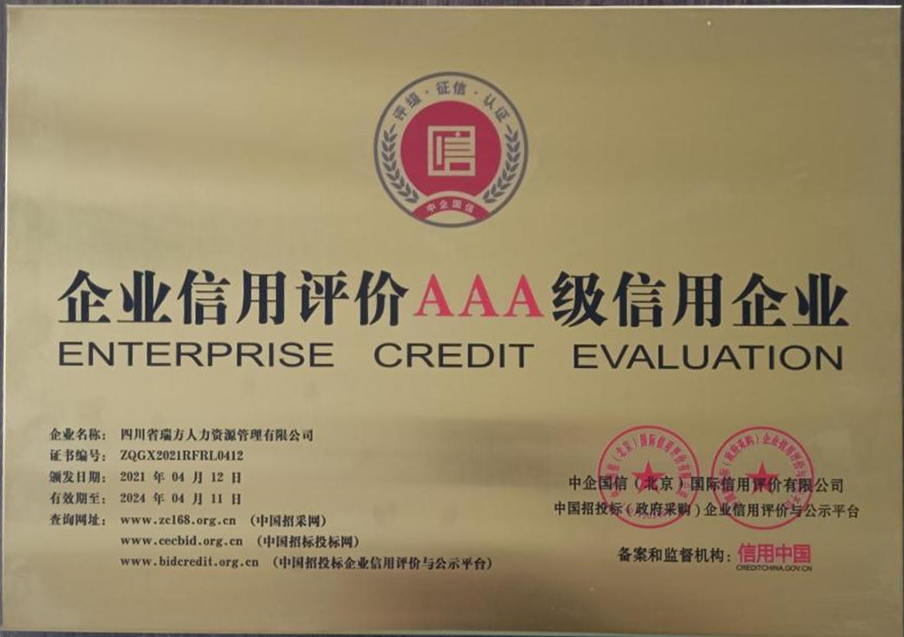 评级·征信·认证
信
中企国信
企业信用评价AAA级信用企业
ENTERPRISE CREDIT EVALUATION
企业名称： 四川省瑞方人力资源管理有限公司
证书编号： ZQGX2021RFRL0412
颁发日期： 2021 年 04 月 12 日
有效期至： 2024 年 04 月 11 日
查询网址： www.zc168.org.cn （中国招采网）
www.cecbid.org.cn （中国招标投标网）
www.bidcredit.org.cn （中国招投标企业信用评价与公示平台）
中企国信（北京）国际信用评价有限公司
中国招投标（政府采购）企业信用评价与公示平台
备案和监督机构：信用中国
CREDITCHINA.GOV.CN